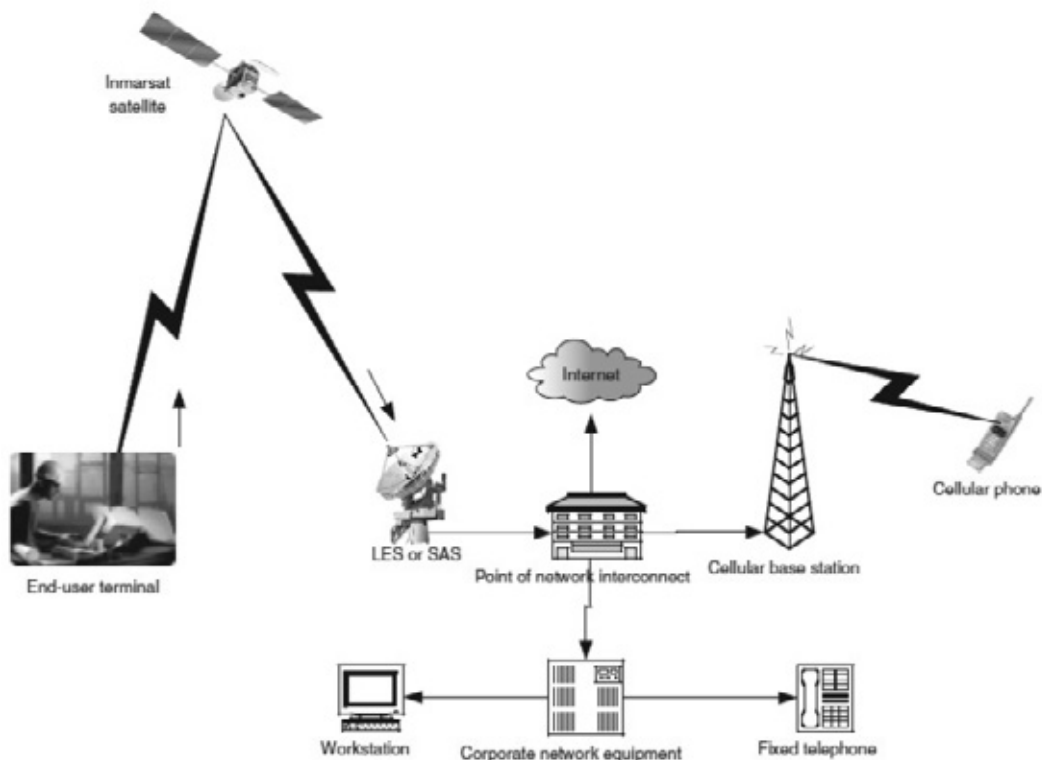 Inmarsat
satellite
Internet
Cellular phone
LES or SAS
Point of network interconnect
Cellular base station
End-user terminal
Workstation
Corporate network equipment
Fixed telephone